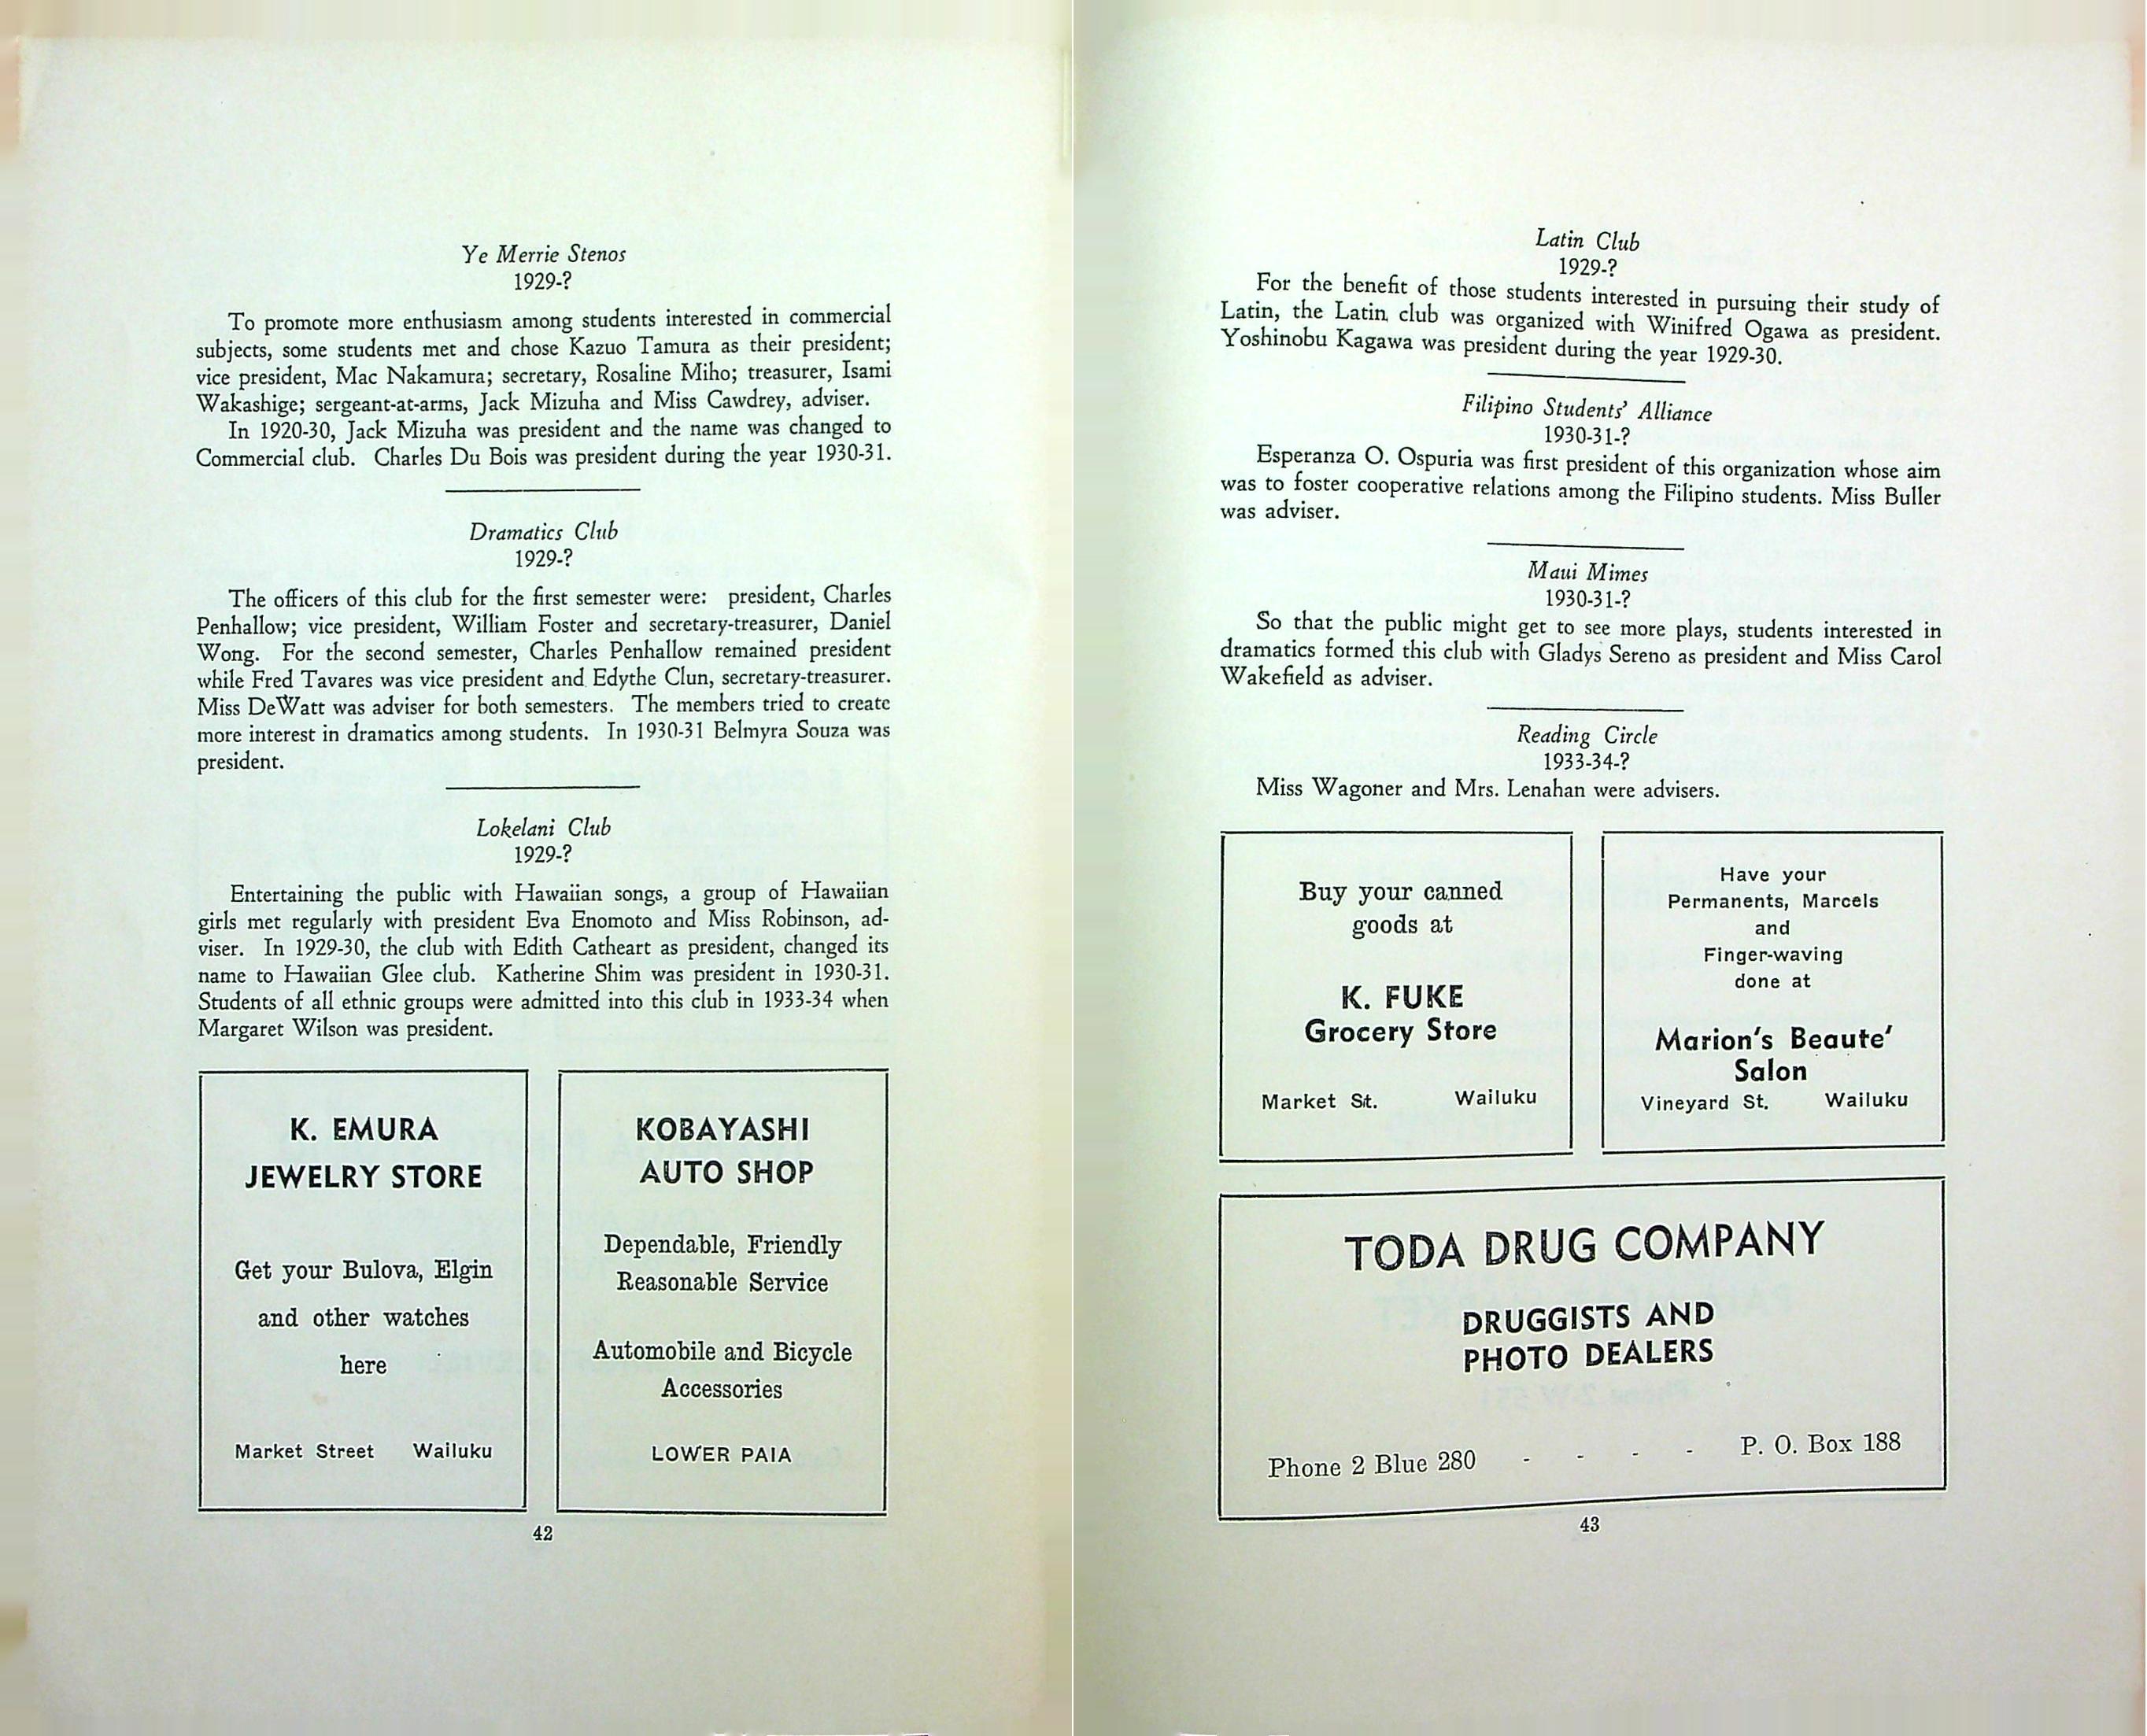 Ye Merrie Stenos
1929-?
To promote more enthusiasm among students interested in commercial
subjects, some students met and chose Kazuo Tamura as their president;
vice president, Mac Nakamura; secretary, Rosaline Miho; treasurer, Isami
Wakashige; sergeant-at-arms, Jack Mizuha and Miss Cawdrey, adviser.
In 1920-30, Jack Mizuha was president and the name was changed to
Commercial club. Charles Du Bois was president during the year 1930-31.
Dramatics Club
1929-?
The officers of this club for the first semester were: president, Charles
Penhallow; vice president, William Foster and secretary-treasurer, Daniel
Wong. For the second semester, Charles Penhallow remained president
while Fred Tavares was vice president and Edythe Clun, secretary-treasurer.
Miss DeWatt was adviser for both semesters. The members tried to create
more interest in dramatics among students. In 1930-31 Belmyra Souza was
president.
Lokelani Club
1929-?
Entertaining the public with Hawaiian songs, a group of Hawaiian
girls met regularly with president Eva Enomoto and Miss Robinson, ad-
viser. In 1929-30, the club with Edith Catheart as president, changed its
name to Hawaiian Glee club. Katherine Shim was president in 1930-31.
Students of all ethnic groups were admitted into this club in 1933-34 when
Margaret Wilson was president.
K. EMURA
JEWELRY STORE
Get your Bulova, Elgin
and other watches
here
Market Street Wailuku
KOBAYASHI
AUTO SHOP
Dependable, Friendly
Reasonable Service
Automobile and Bicycle
Accessories
LOWER PAIA
42
Latin Club
1929-?
For the benefit of those students interested in pursuing their study of
Latin, the Latin club was organized with Winifred Ogawa as president.
Yoshinobu Kagawa was president during the year 1929-30.
Filipino Students' Alliance
1930-31-?
Esperanza O. Ospuria was first president of this organization whose aim
was to foster cooperative relations among the Filipino students. Miss Buller
was adviser.
Maui Mimes
1930-31-?
So that the public might get to see more plays, students interested in
dramatics formed this club with Gladys Sereno as president and Miss Carol
Wakefield as adviser.
Reading Circle
1933-34-?
Miss Wagoner and Mrs. Lenahan were advisers.
Buy your canned
goods at
K. FUKE
Grocery Store
Market St. Wailuku
Have your
Permanents, Marcels
and
Finger-waving
done at
Marion's Beaute'
Salon
Vineyard St. Wailuku
TODA DRUG COMPANY
DRUGGISTS AND
PHOTO DEALERS
Phone 2 Blue 280 - - - - P. O. Box 188
43